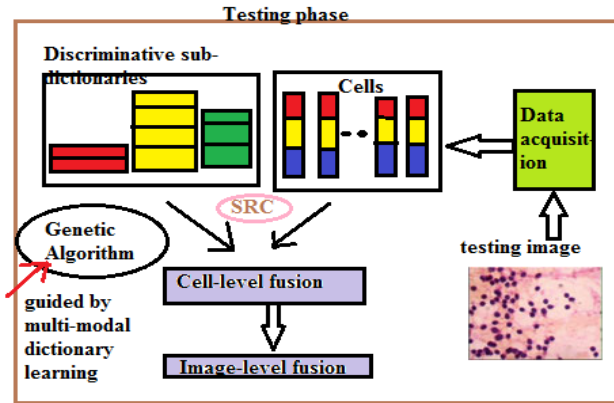 Testing phase
Discriminative sub-
dictionaries
Cells
Data
acquisit-
ion
SRC
Genetic
Algorithm
testing image
Cell-level fusion
guided by
multi-modal
dictionary
learning
Image-level fusion